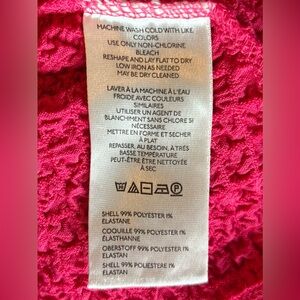 MACHINE WASH COLD WITH LIKE
COLORS
USE ONLY NON-CHLORINE
BLEACH
RESHAPE AND LAY FLAT TO DRY
LOW IRON AS NEEDED
MAY BE DRY CLEANED
LAVER À LA MACHINE À L'EAU
FROIDE AVEC COULEURS
SIMILAIRES
UTILISER UN AGENT DE
BLANCHIMENT SANS CHLORE SI
NÉCESSAIRE
METTRE EN FORME ET SÉCHER
À PLAT
REPASSER, AU BESOIN, À TRÈS
BASSE TEMPÉRATURE
PEUT-ÊTRE ÊTRE NETTOYÉE
À SEC
SHELL 99% POLYESTER 1%
ELASTANE
COQUILLE 99% POLYESTER 1%
ÉLASTHANNE
OBERSTOFF 99% POLYESTER 1%
ELASTAN
SHELL 99% POLIESTERE 1%
ELASTAN